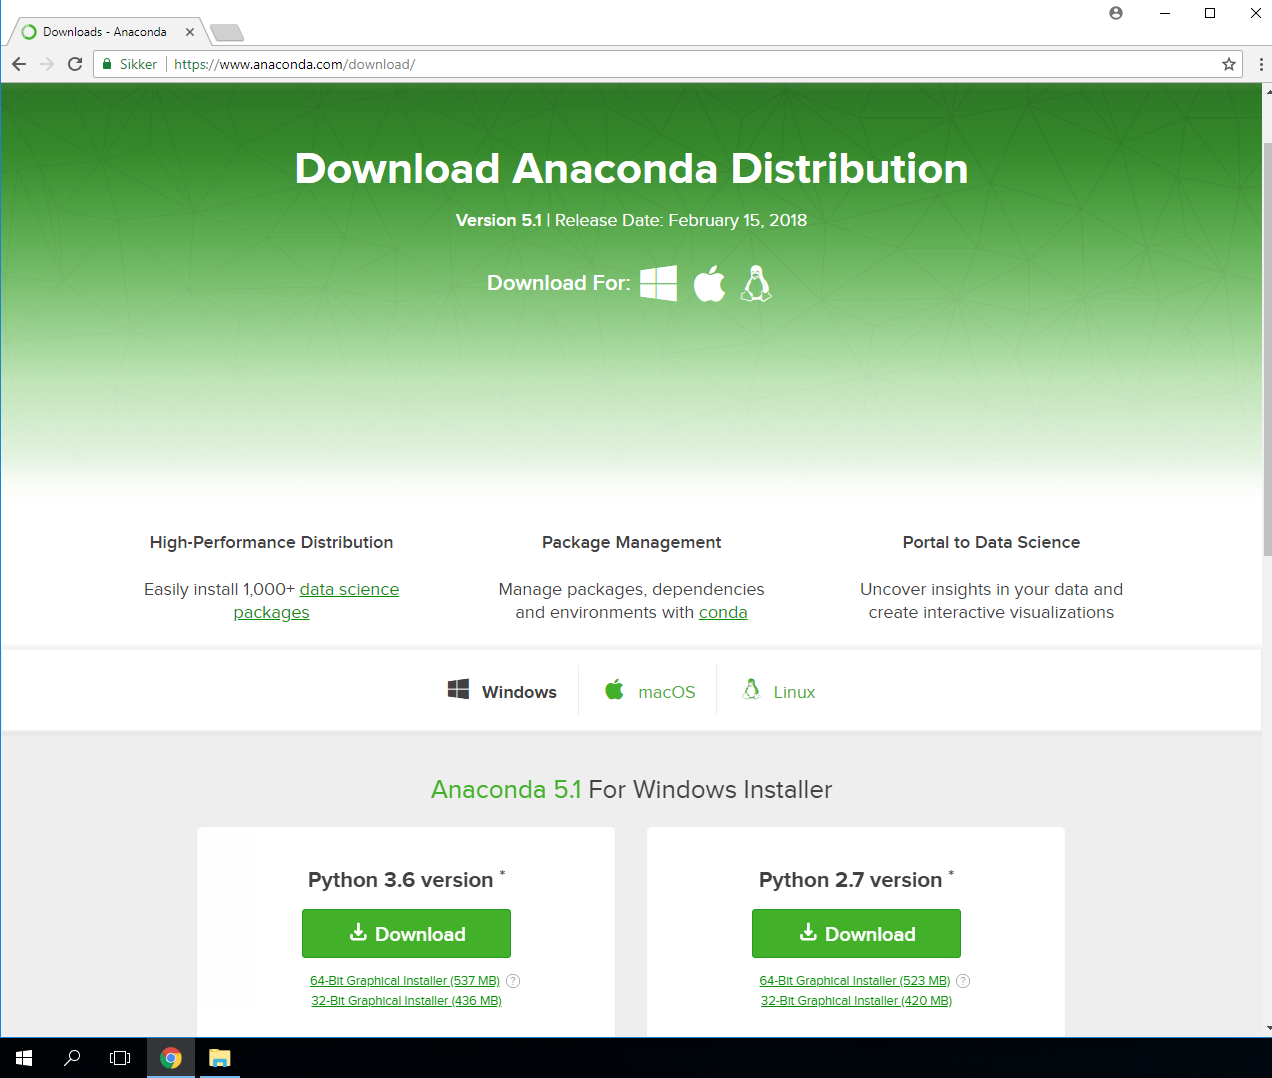 Downloads - Anaconda
Sikker https://www.anaconda.com/download/
Download Anaconda Distribution
Version 5.1 | Release Date: February 15, 2018
Download For:
High-Performance Distribution
Easily install 1,000+ data science
packages
Package Management
Manage packages, dependencies
and environments with conda
Portal to Data Science
Uncover insights in your data and
create interactive visualizations
Windows
macOS
Linux
Anaconda 5.1 For Windows Installer
Python 3.6 version *
Download
64-Bit Graphical Installer (537 MB) ?
32-Bit Graphical Installer (436 MB)
Python 2.7 version *
Download
64-Bit Graphical Installer (523 MB) ?
32-Bit Graphical Installer (420 MB)